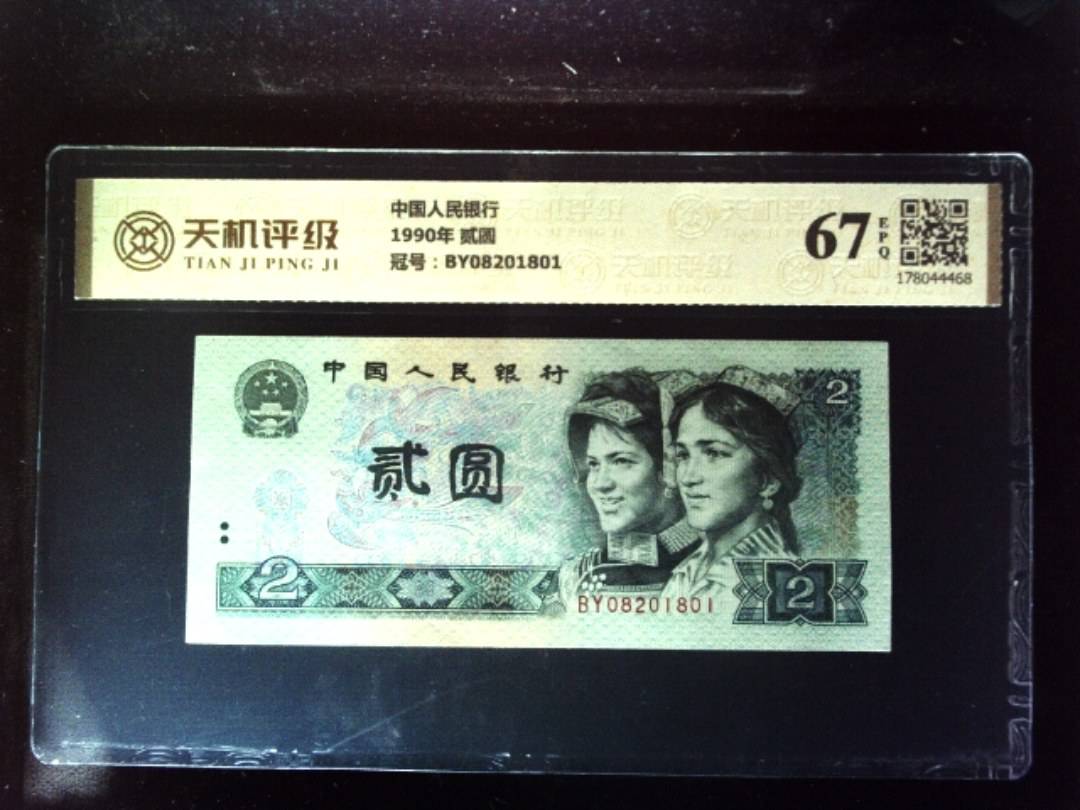 天机评级
TIAN JI PING JI
中国人民银行
1990年 贰圆
冠号：BY08201801
67
EPQ
178044468
中国人民银行
2
贰圆
2
BY08201801
2